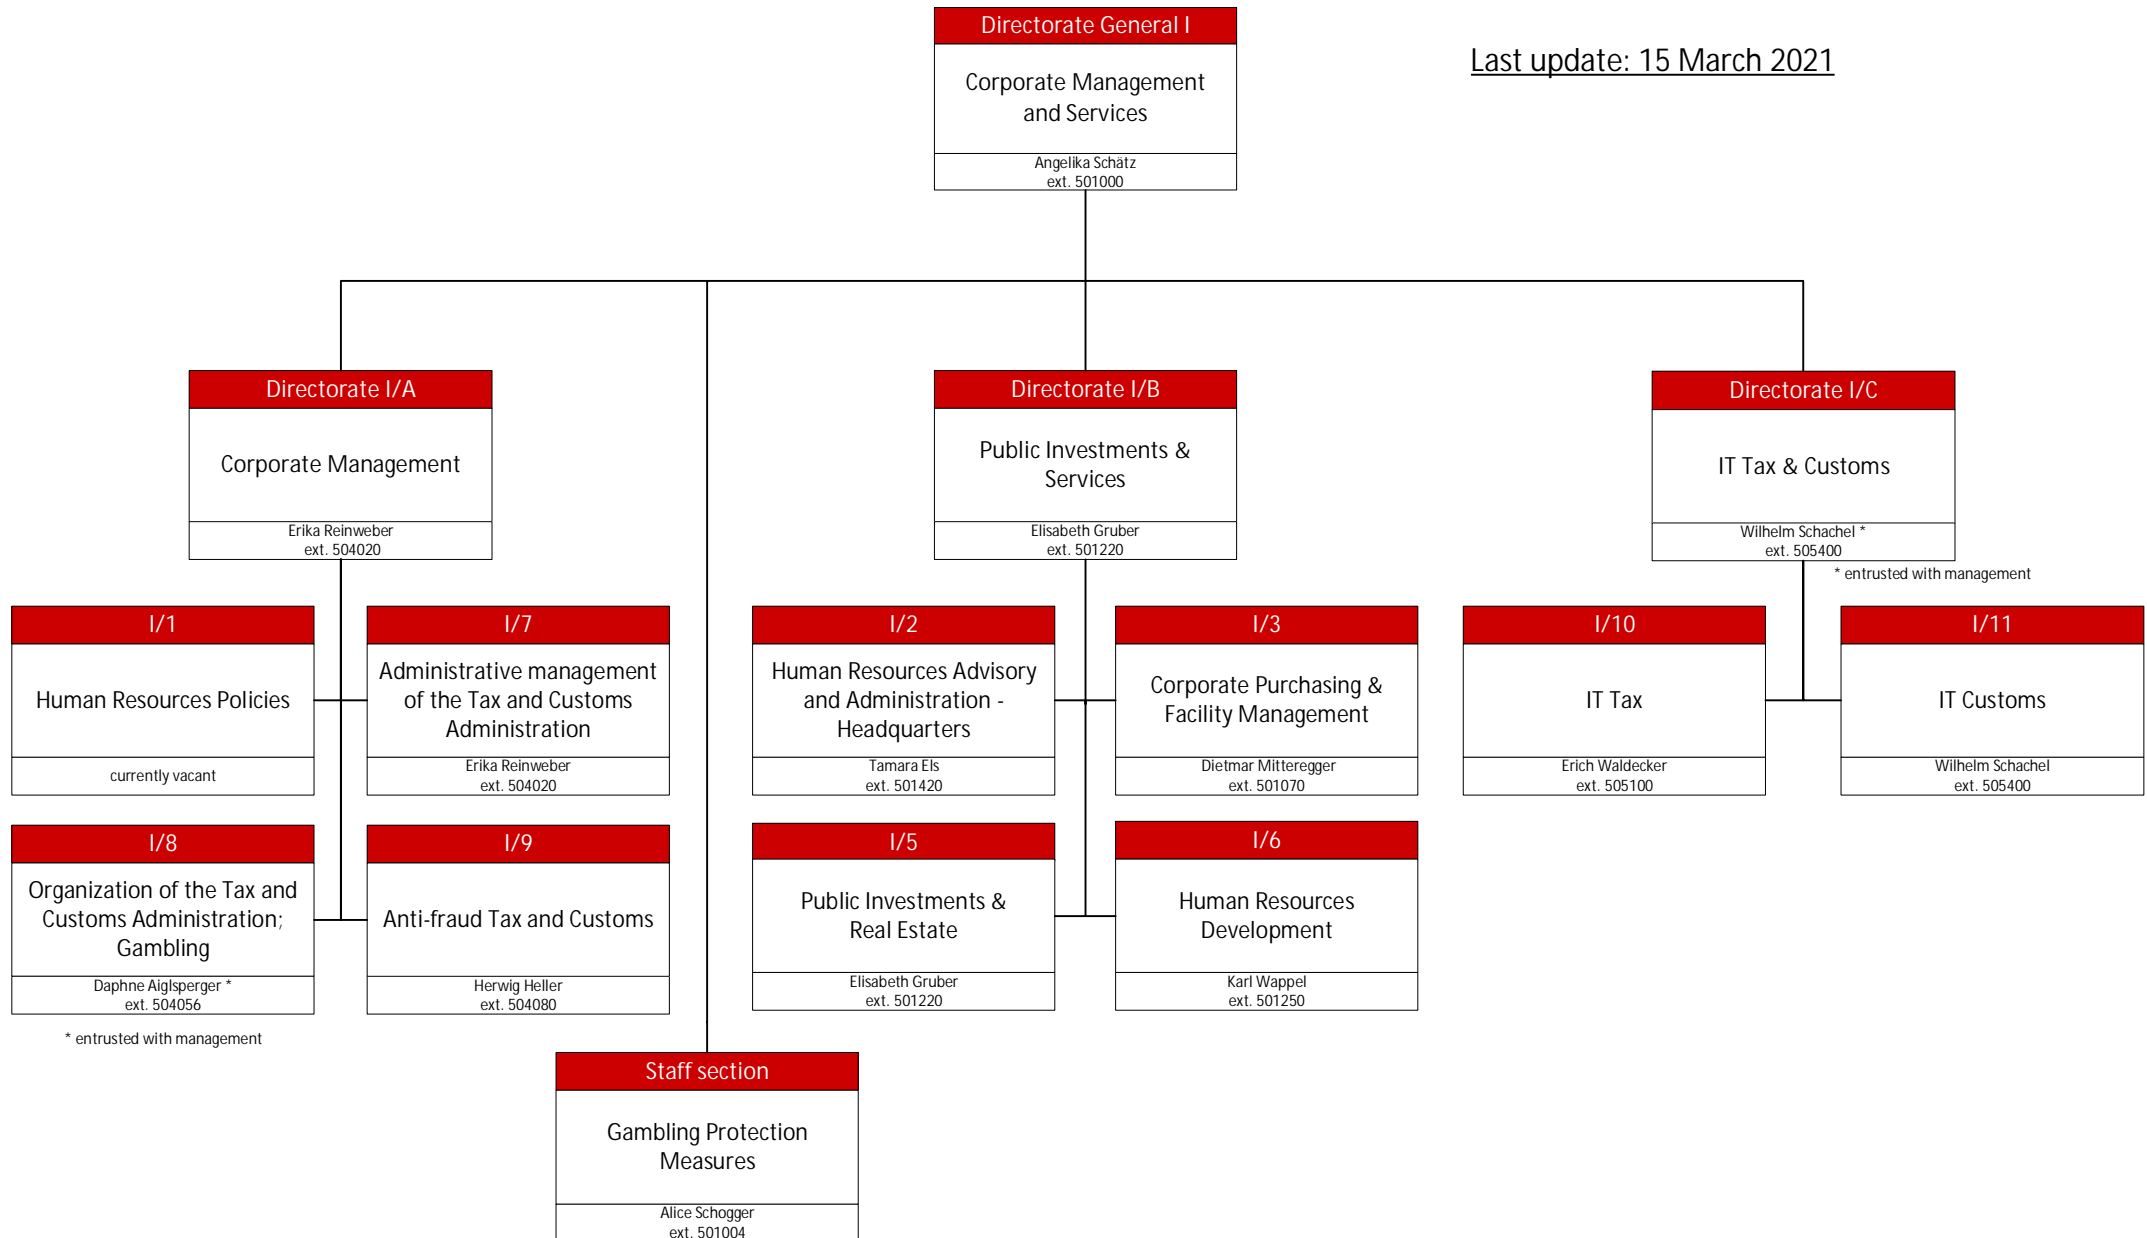 Directorate General I
Corporate Management
and Services
Angelika Schätz
ext. 501000
Last update: 15 March 2021
Directorate I/A
Corporate Management
Erika Reinweber
ext. 504020
Directorate I/B
Public Investments &
Services
Elisabeth Gruber
ext. 501220
Directorate I/C
IT Tax & Customs
Wilhelm Schachel *
ext. 505400
* entrusted with management
I/1
Human Resources Policies
currently vacant
I/7
Administrative management
of the Tax and Customs
Administration
Erika Reinweber
ext. 504020
I/2
Human Resources Advisory
and Administration -
Headquarters
Tamara Els
ext. 501420
I/3
Corporate Purchasing &
Facility Management
Dietmar Mitteregger
ext. 501070
I/10
IT Tax
Erich Waldecker
ext. 505100
I/11
IT Customs
Wilhelm Schachel
ext. 505400
I/8
Organization of the Tax and
Customs Administration;
Gambling
Daphne Aiglsperger *
ext. 504056
* entrusted with management
I/9
Anti-fraud Tax and Customs
Herwig Heller
ext. 504080
I/5
Public Investments &
Real Estate
Elisabeth Gruber
ext. 501220
I/6
Human Resources
Development
Karl Wappel
ext. 501250
Staff section
Gambling Protection
Measures
Alice Schogger
ext. 501004